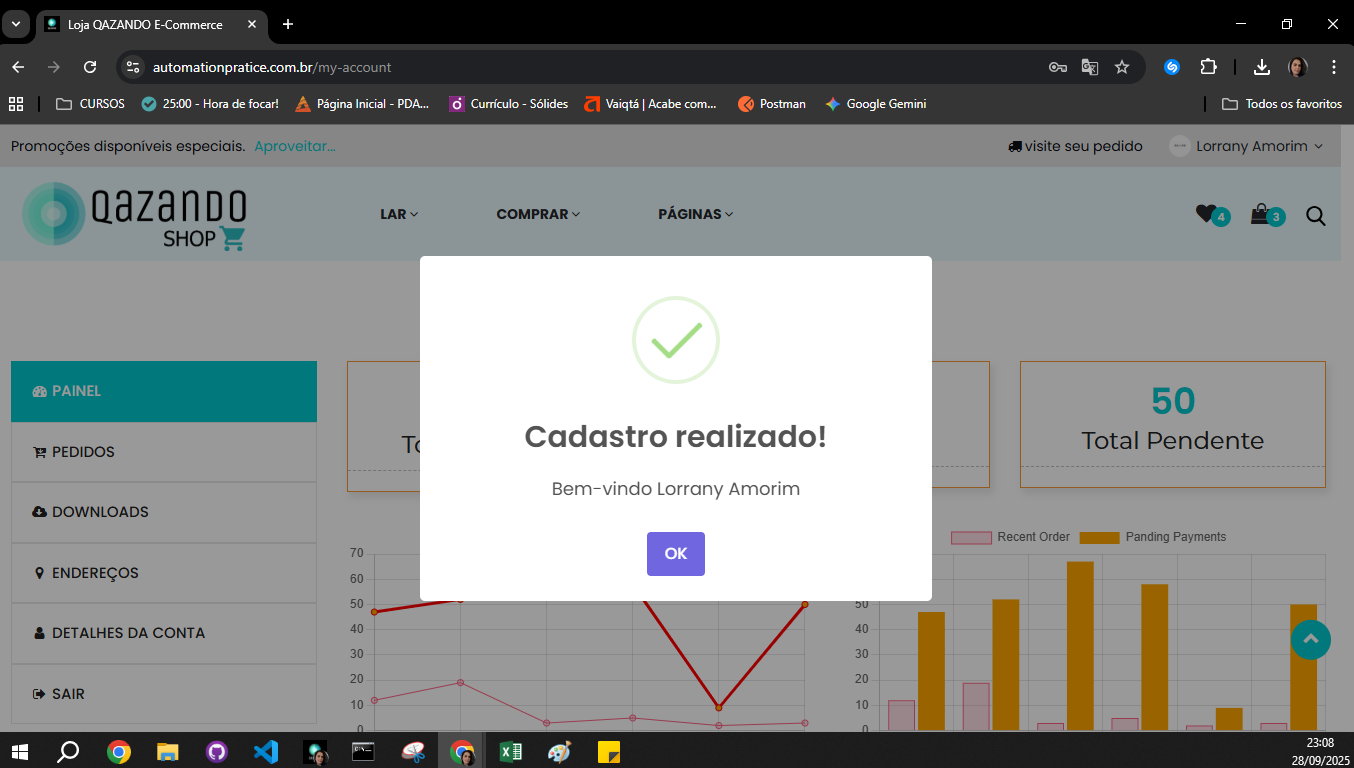 Loja QAZANDO E-Commerce
automationpratice.com.br/my-account
CURSOS
25:00 - Hora de focar!
Página Inicial - PDA...
Currículo - Sólides
Vaiqtá | Acabe com...
Postman
Google Gemini
Todos os favoritos
Promoções disponíveis especiais. Aproveitar...
visite seu pedido
Lorrany Amorim
QAZANDO
SHOP
LAR
COMPRAR
PÁGINAS
4
3
PAINEL
PEDIDOS
DOWNLOADS
ENDEREÇOS
DETALHES DA CONTA
SAIR
Cadastro realizado!
Bem-vindo Lorrany Amorim
OK
50
Total Pendente
70
60
50
40
30
20
10
0
Recent Order
Panding Payments
50
40
30
20
10
0
23:08
28/09/2025